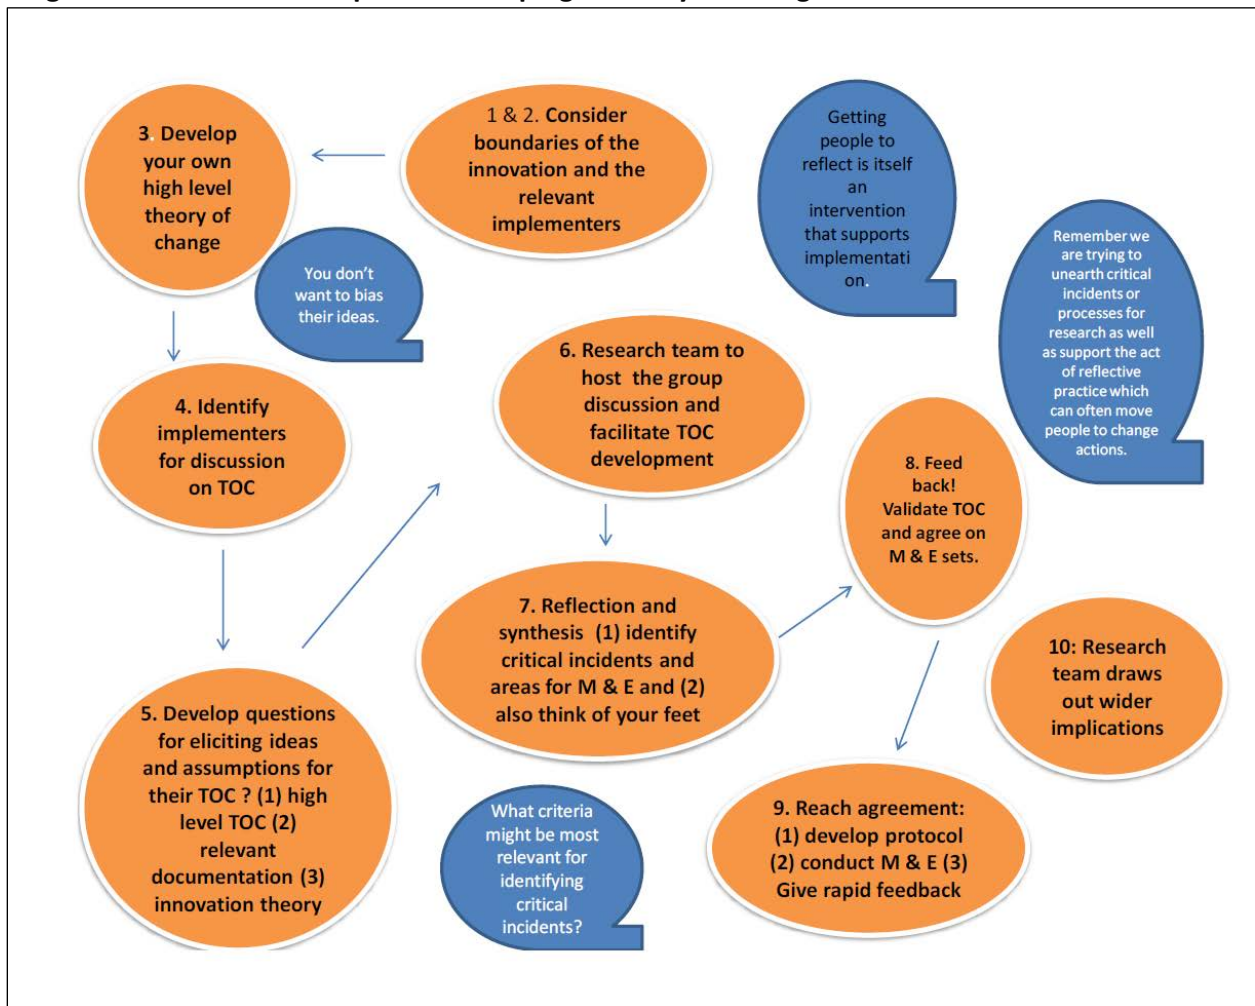 1 & 2. Consider
boundaries of the
innovation and the
relevant
implementers
3. Develop
your own
high level
theory of
change
You don't
want to bias
their ideas.
Getting
people to
reflect is itself
an
intervention
that supports
implementati
on.
Remember we
are trying to
unearth critical
incidents or
processes for
research as well
as support the act
of reflective
practice which
can often move
people to change
actions.
4. Identify
implementers
for discussion
on TOC
5. Develop questions
for eliciting ideas
and assumptions for
their TOC ? (1) high
level TOC (2)
relevant
documentation (3)
innovation theory
6. Research team to
host the group
discussion and
facilitate TOC
development
7. Reflection and
synthesis (1) identify
critical incidents and
areas for M & E and (2)
also think of your feet
What criteria
might be most
relevant for
identifying
critical
incidents?
8. Feed
back!
Validate TOC
and agree on
M & E sets.
9. Reach agreement:
(1) develop protocol
(2) conduct M & E (3)
Give rapid feedback
10: Research
team draws
out wider
implications